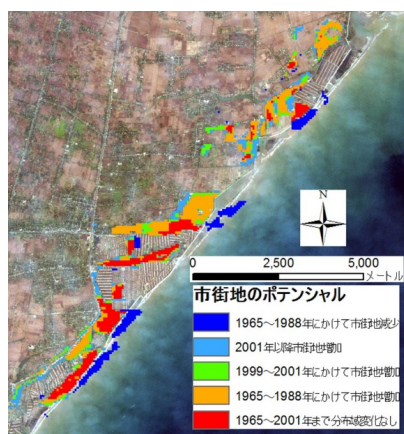 N
0 2,500 5,000
メートル
市街地のポテンシャル
1965～1988年にかけて市街地減少
2001年以降市街地増加
1999～2001年にかけて市街地増加
1965～1988年にかけて市街地増加
1965～2001年まで分布域変化なし